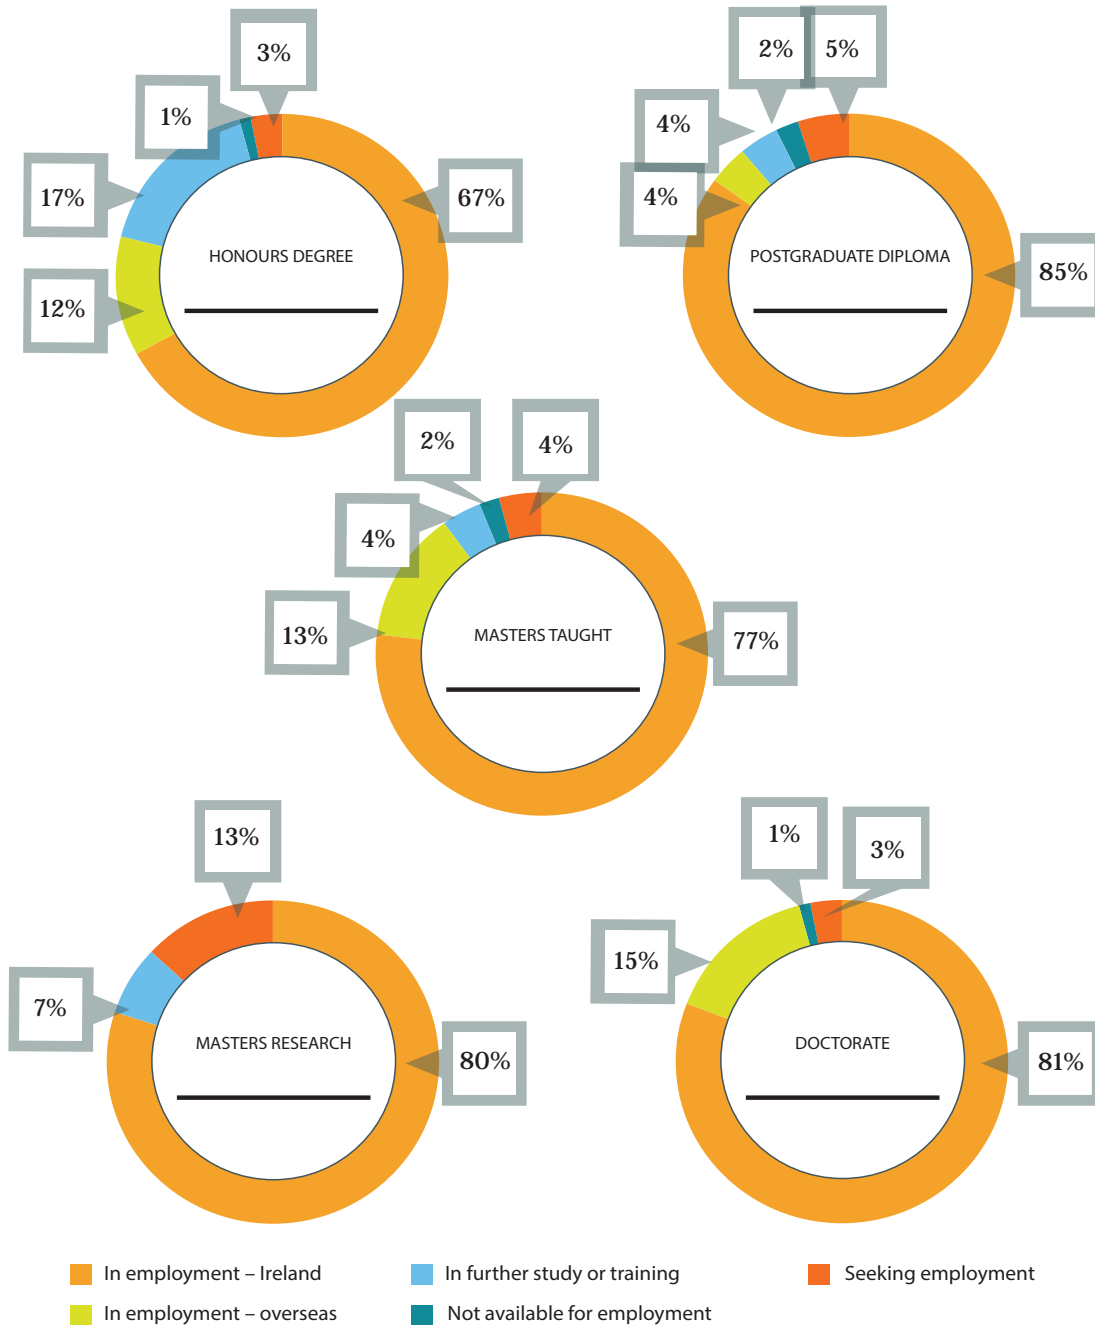 3%
1%
17%
67%
12%
HONOURS DEGREE
2%
5%
4%
4%
85%
POSTGRADUATE DIPLOMA
2%
4%
4%
13%
77%
MASTERS TAUGHT
13%
7%
80%
MASTERS RESEARCH
1%
3%
15%
81%
DOCTORATE
In employment – Ireland
In further study or training
Seeking employment
In employment – overseas
Not available for employment